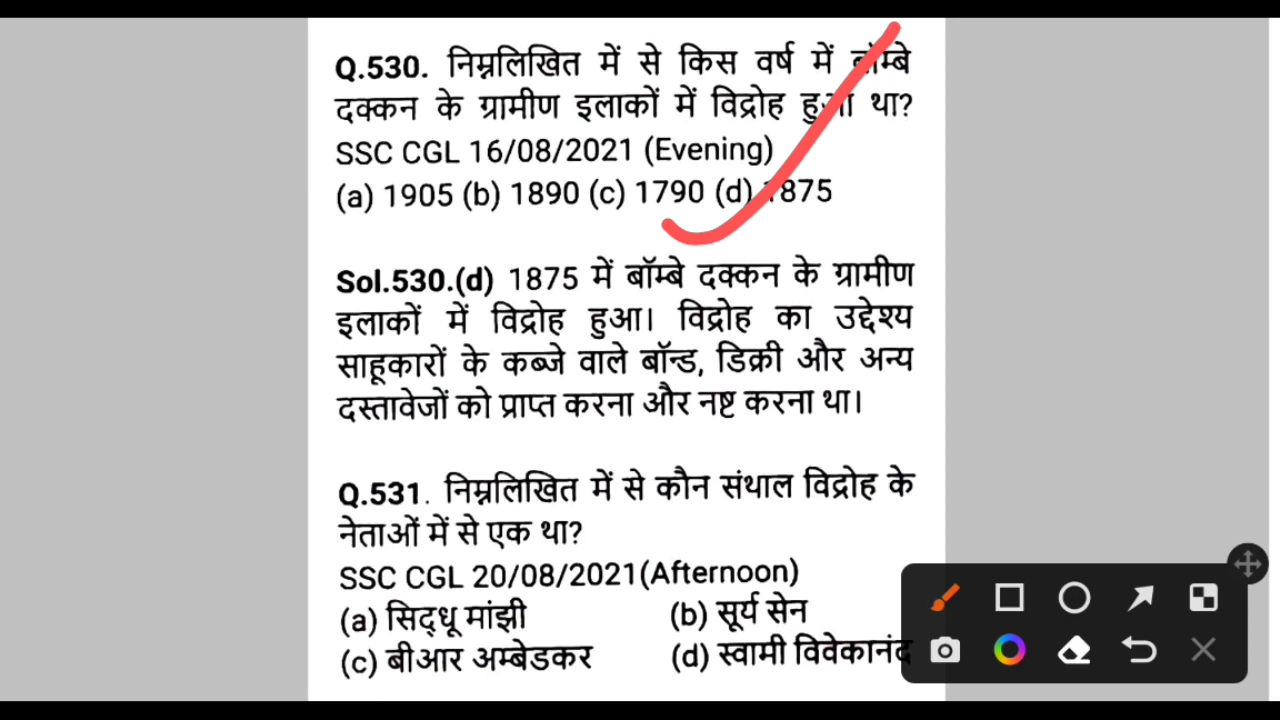 Q.530. निम्नलिखित में से किस वर्ष में बॉम्बे
दक्कन के ग्रामीण इलाकों में विद्रोह हुआ था?
SSC CGL 16/08/2021 (Evening)
(a) 1905 (b) 1890 (c) 1790 (d) 1875
Sol.530.(d) 1875 में बॉम्बे दक्कन के ग्रामीण
इलाकों में विद्रोह हुआ। विद्रोह का उद्देश्य
साहूकारों के कब्जे वाले बॉन्ड, डिक्री और अन्य
दस्तावेजों को प्राप्त करना और नष्ट करना था।
Q.531. निम्नलिखित में से कौन संथाल विद्रोह के
नेताओं में से एक था?
SSC CGL 20/08/2021(Afternoon)
(a) सिद्धू मांझी (b) सूर्य सेन
(c) बीआर अम्बेडकर (d) स्वामी विवेकानंद